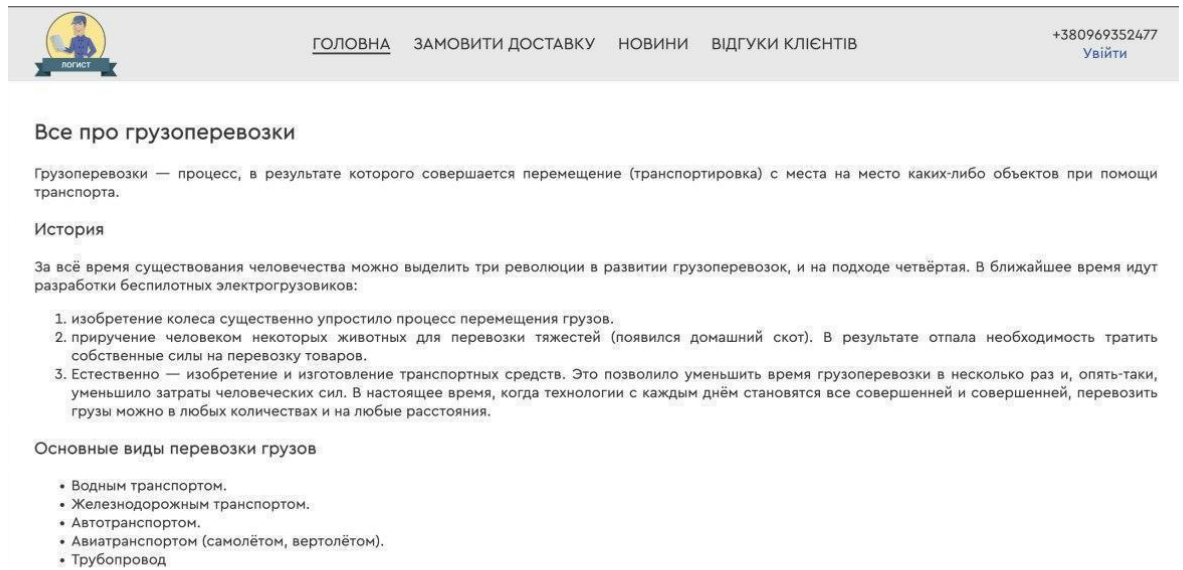 ЛОГИСТ
ГОЛОВНА ЗАМОВИТИ ДОСТАВКУ НОВИНИ ВІДГУКИ КЛІЄНТІВ
+380969352477
Увійти
Все про грузоперевозки
Грузоперевозки — процесс, в результате которого совершается перемещение (транспортировка) с места на место каких-либо объектов при помощи
транспорта.
История
За всё время существования человечества можно выделить три революции в развитии грузоперевозок, и на подходе четвёртая. В ближайшее время идут
разработки беспилотных электрогрузовиков:
1. изобретение колеса существенно упростило процесс перемещения грузов.
2. приручение человеком некоторых животных для перевозки тяжестей (появился домашний скот). В результате отпала необходимость тратить
собственные силы на перевозку товаров.
3. Естественно — изобретение и изготовление транспортных средств. Это позволило уменьшить время грузоперевозки в несколько раз и, опять-таки,
уменьшило затраты человеческих сил. В настоящее время, когда технологии с каждым днём становятся все совершенней и совершенней, перевозить
грузы можно в любых количествах и на любые расстояния.
Основные виды перевозки грузов
• Водным транспортом.
• Железнодорожным транспортом.
• Автотранспортом.
• Авиатранспортом (самолётом, вертолётом).
• Трубопровод